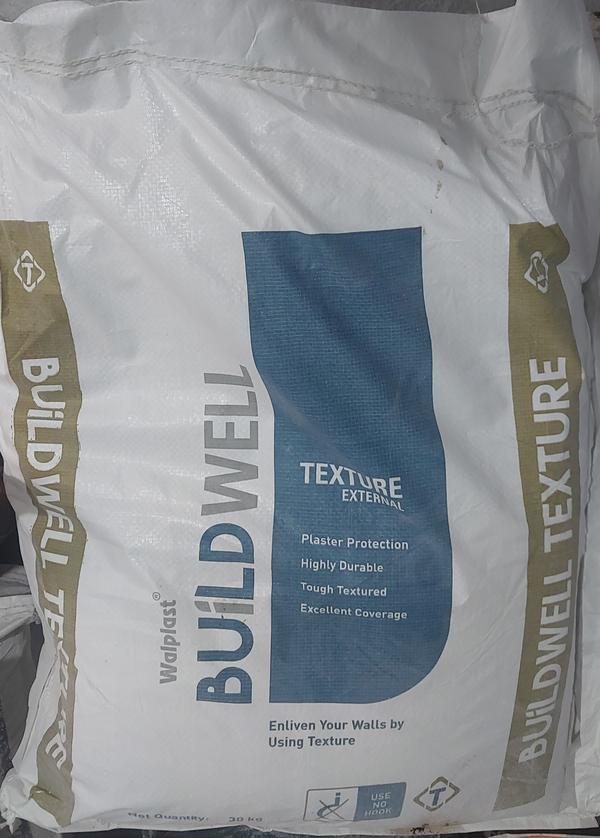 BUiLDWELL TEXTURE
Walplast®
BUiLDWELL
TEXTURE
EXTERNAL
Plaster Protection
Highly Durable
Tough Textured
Excellent Coverage
Enliven Your Walls by
Using Texture
Net Quantity: 30 kg
USE
NO
HOOK
T
BUiLDWELL TEXTURE
T